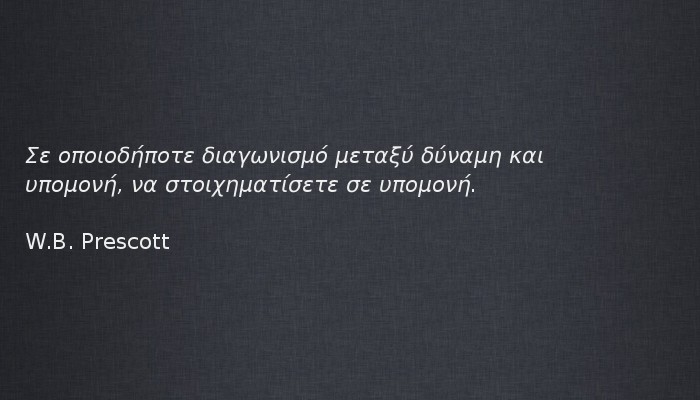 Σε οποιοδήποτε διαγωνισμό μεταξύ δύναμη και
υπομονή, να στοιχηματίσετε σε υπομονή.
W.B. Prescott